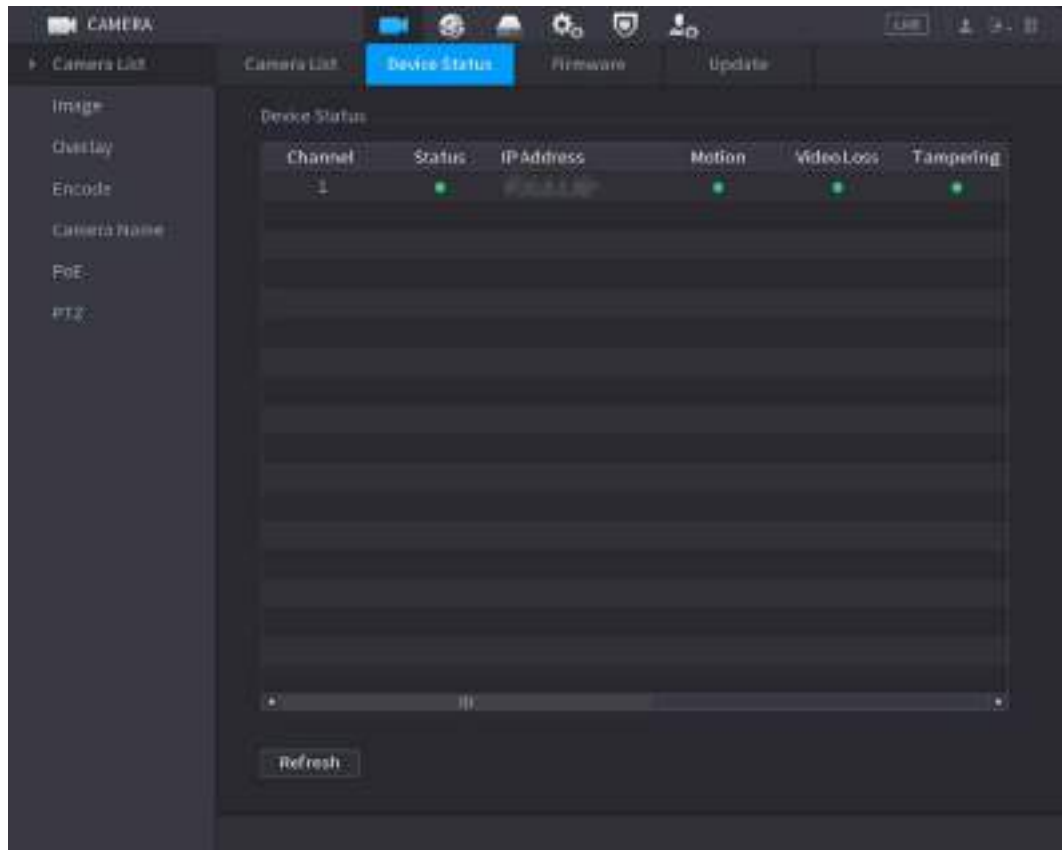 CAMERA
LIVE
Camera List
Camera List
Device Status
Firmware
Update
Image
Overlay
Encode
Camera Name
PoE
PTZ
Device Status
Channel
Status
IP Address
Motion
Video Loss
Tampering
1
Refresh